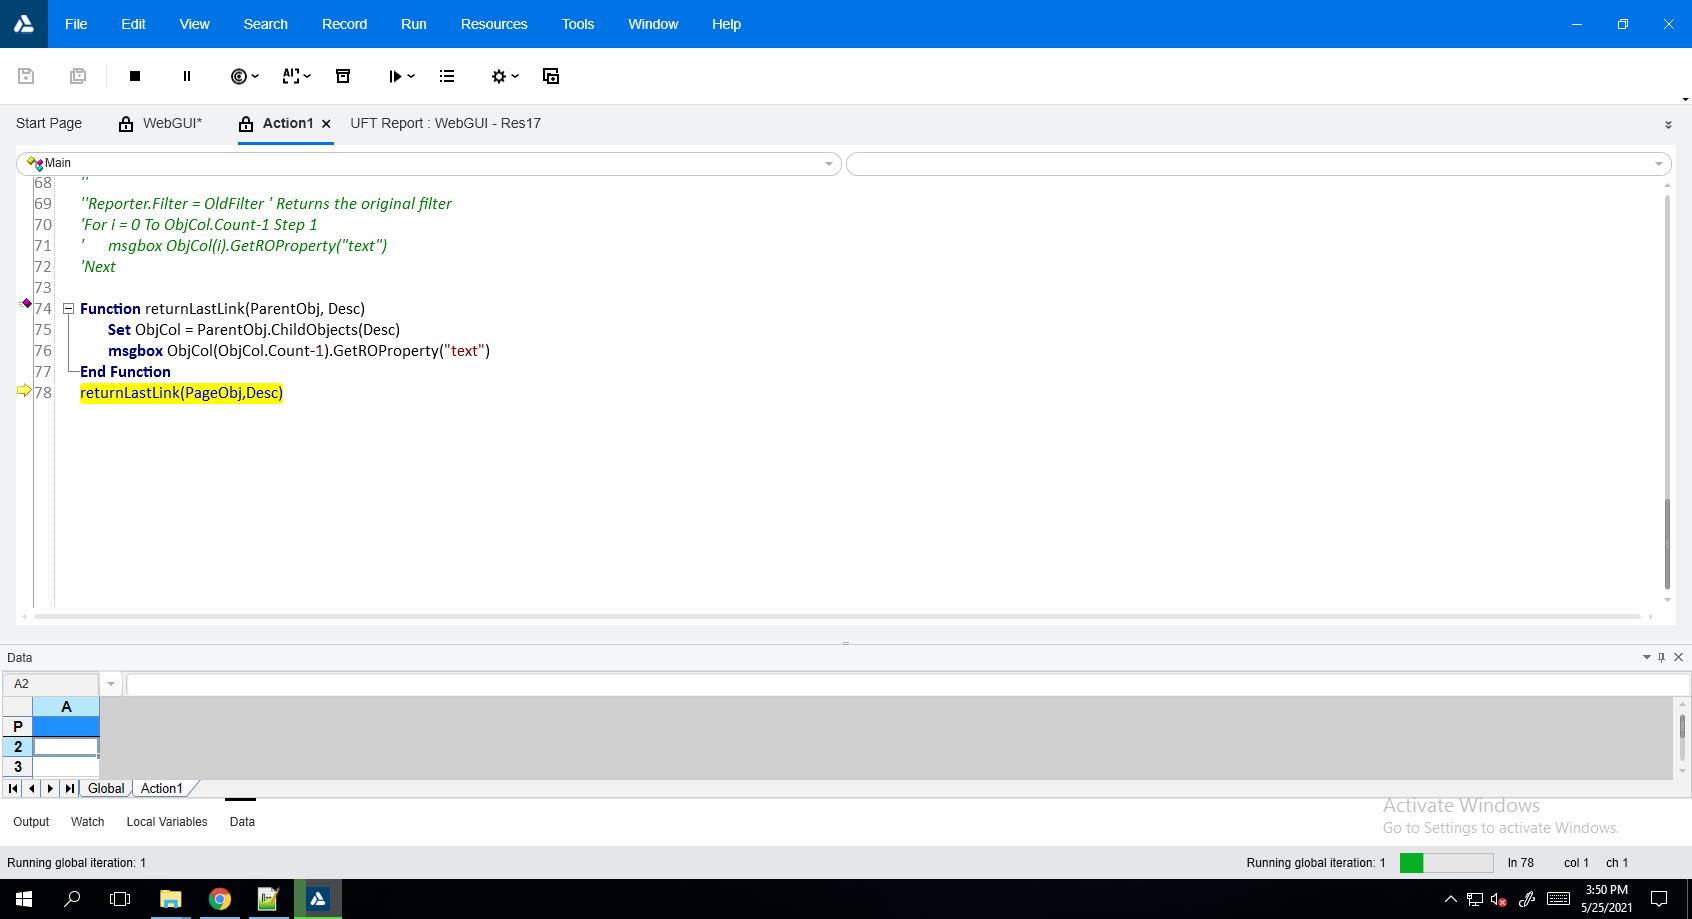 File Edit View Search Record Run Resources Tools Window Help
Start Page WebGUI* Action1 UFT Report : WebGUI - Res17
Main
68 ''
69 ''Reporter.Filter = OldFilter ' Returns the original filter
70 'For i = 0 To ObjCol.Count-1 Step 1
71 ' msgbox ObjCol(i).GetROProperty("text")
72 'Next
73
74 Function returnLastLink(ParentObj, Desc)
75 Set ObjCol = ParentObj.ChildObjects(Desc)
76 msgbox ObjCol(ObjCol.Count-1).GetROProperty("text")
77 End Function
78 returnLastLink(PageObj,Desc)
Data
A2
A
P
2
3
Global Action1
Activate Windows
Go to Settings to activate Windows.
Output Watch Local Variables Data
Running global iteration: 1 Running global iteration: 1 ln 78 col 1 ch 1
3:50 PM
5/25/2021